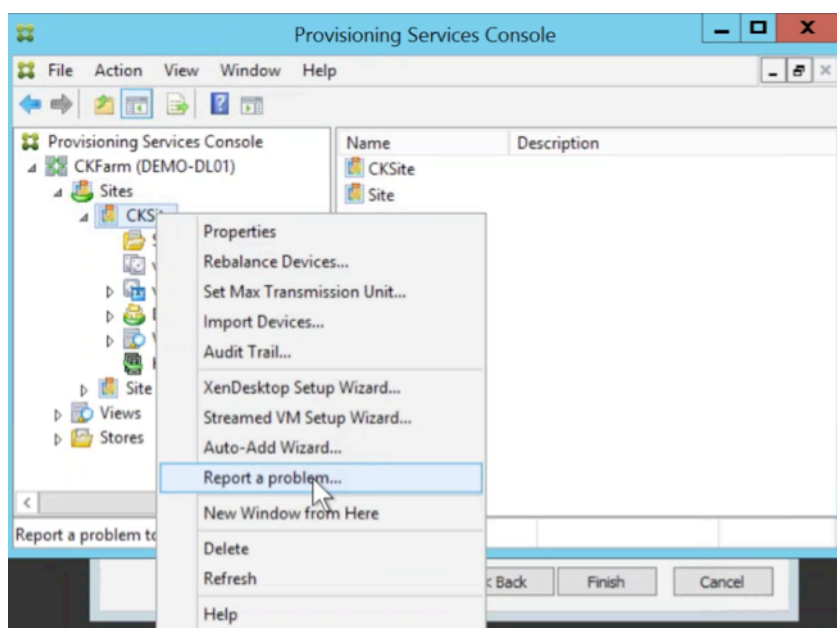 Provisioning Services Console
File Action View Window Help
Provisioning Services Console
CKFarm (DEMO-DL01)
Sites
Site
Views
Stores
Name Description
CKSite
Site
Properties
Rebalance Devices...
Set Max Transmission Unit...
Import Devices...
Audit Trail...
XenDesktop Setup Wizard...
Streamed VM Setup Wizard...
Auto-Add Wizard...
Report a problem...
New Window from Here
Delete
Refresh
Help
Report a problem
Back Finish Cancel